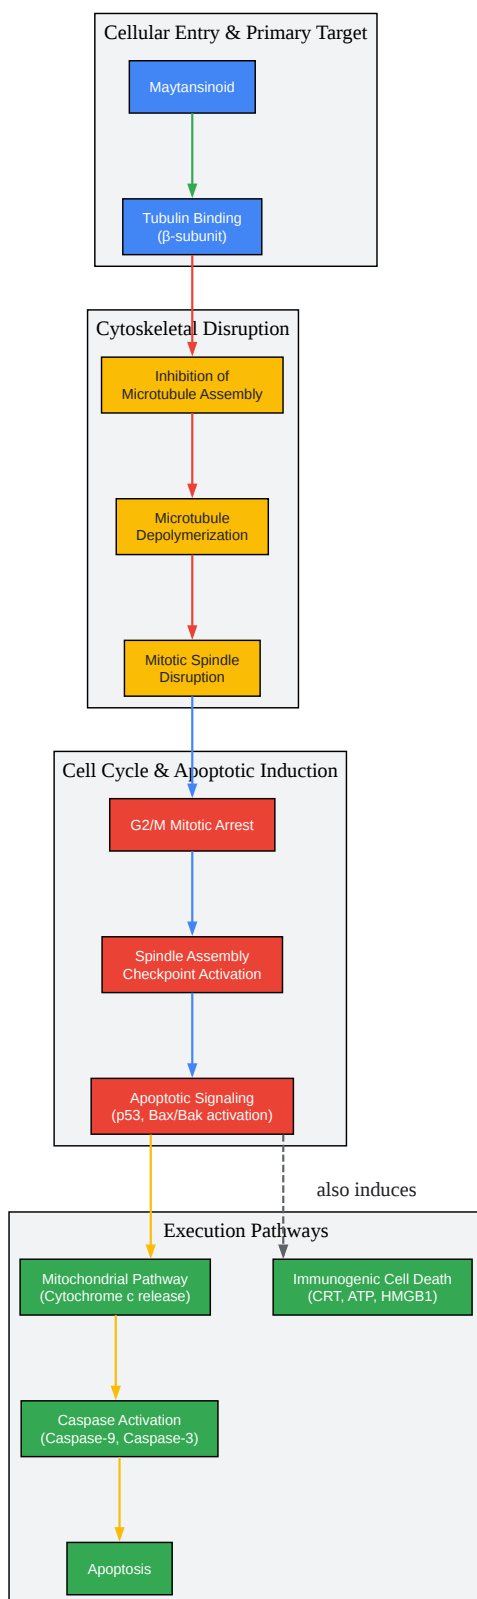 Cellular Entry & Primary Target
Maytansinoid
Tubulin Binding
(β-subunit)
Cytoskeletal Disruption
Inhibition of
Microtubule Assembly
Microtubule
Depolymerization
Mitotic Spindle
Disruption
Cell Cycle & Apoptotic Induction
G2/M Mitotic Arrest
Spindle Assembly
Checkpoint Activation
Apoptotic Signaling
(p53, Bax/Bak activation)
also induces
Execution Pathways
Mitochondrial Pathway
(Cytochrome c release)
Immunogenic Cell Death
(CRT, ATP, HMGB1)
Caspase Activation
(Caspase-9, Caspase-3)
Apoptosis